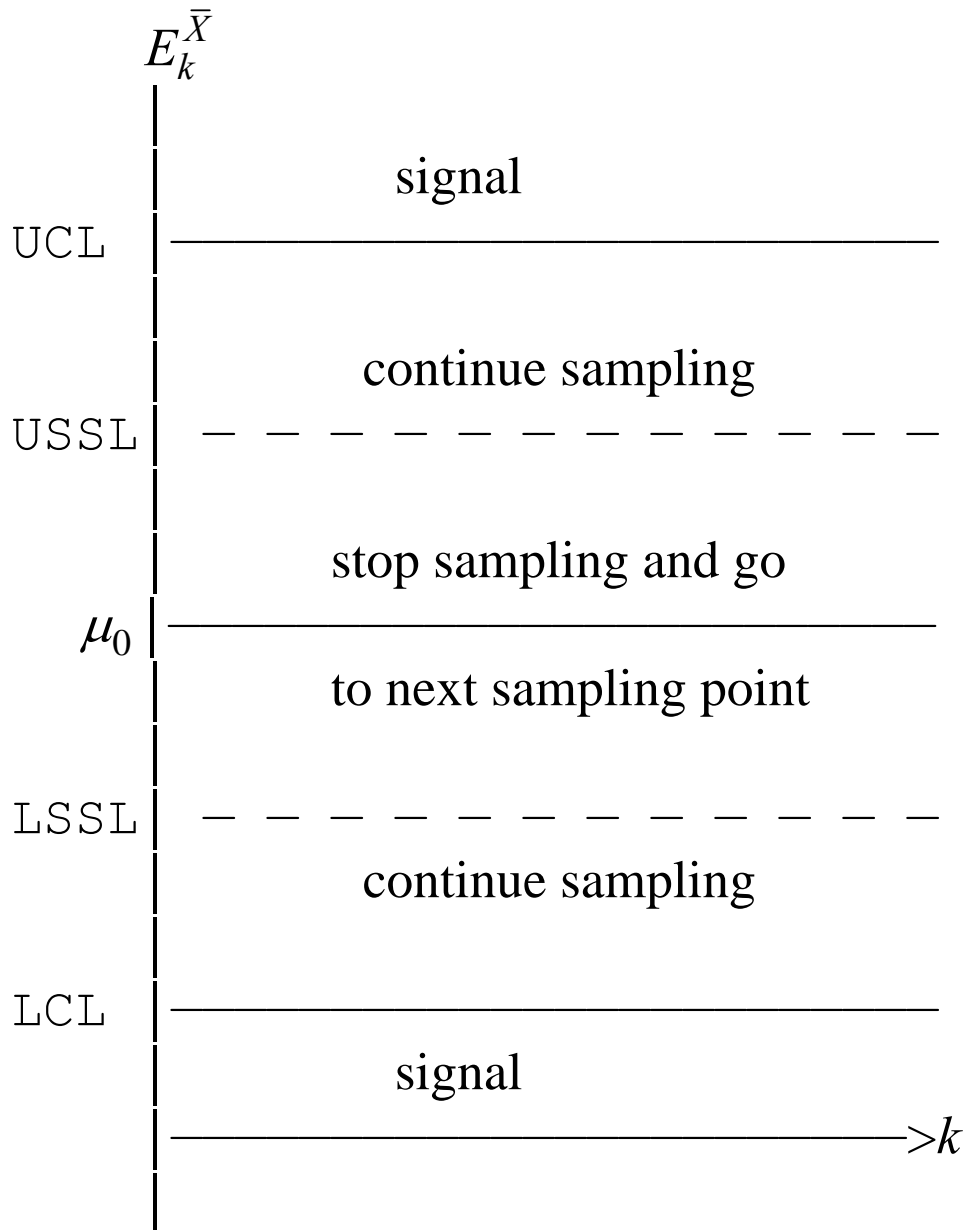 E_k^X̄
signal
UCL
continue sampling
USSL
stop sampling and go
μ₀
to next sampling point
LSSL
continue sampling
LCL
signal
>k